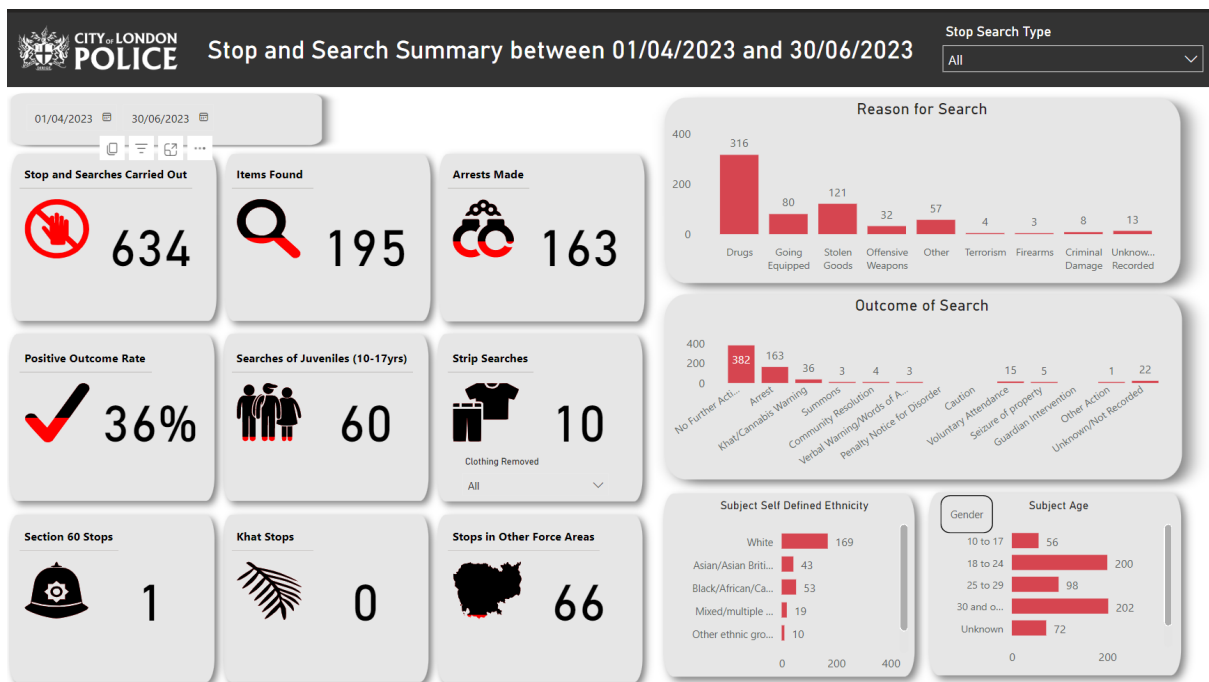 CITY of LONDON
POLICE
Stop and Search Summary between 01/04/2023 and 30/06/2023
Stop Search Type
All
01/04/2023 30/06/2023
Stop and Searches Carried Out
634
Items Found
195
Arrests Made
163
Positive Outcome Rate
36%
Searches of Juveniles (10-17yrs)
60
Strip Searches
10
Clothing Removed
All
Section 60 Stops
1
Khat Stops
0
Stops in Other Force Areas
66
Reason for Search
400
200
0
316
80
121
32
57
4
3
8
13
Drugs
Going
Equipped
Stolen
Goods
Offensive
Weapons
Other
Terrorism
Firearms
Criminal
Damage
Unknow...
Recorded
Outcome of Search
400
200
0
382
163
36
3
4
3
15
5
1
22
No Further Acti...
Arrest
Khat/Cannabis Warning
Summons
Community Resolution
Verbal Warning/Words of A...
Penalty Notice for Disorder
Caution
Voluntary Attendance
Seizure of property
Guardian Intervention
Other Action
Unknown/Not Recorded
Subject Self Defined Ethnicity
White 169
Asian/Asian Briti... 43
Black/African/Ca... 53
Mixed/multiple ... 19
Other ethnic gro... 10
0 200 400
Gender
Subject Age
10 to 17 56
18 to 24 200
25 to 29 98
30 and o... 202
Unknown 72
0 200